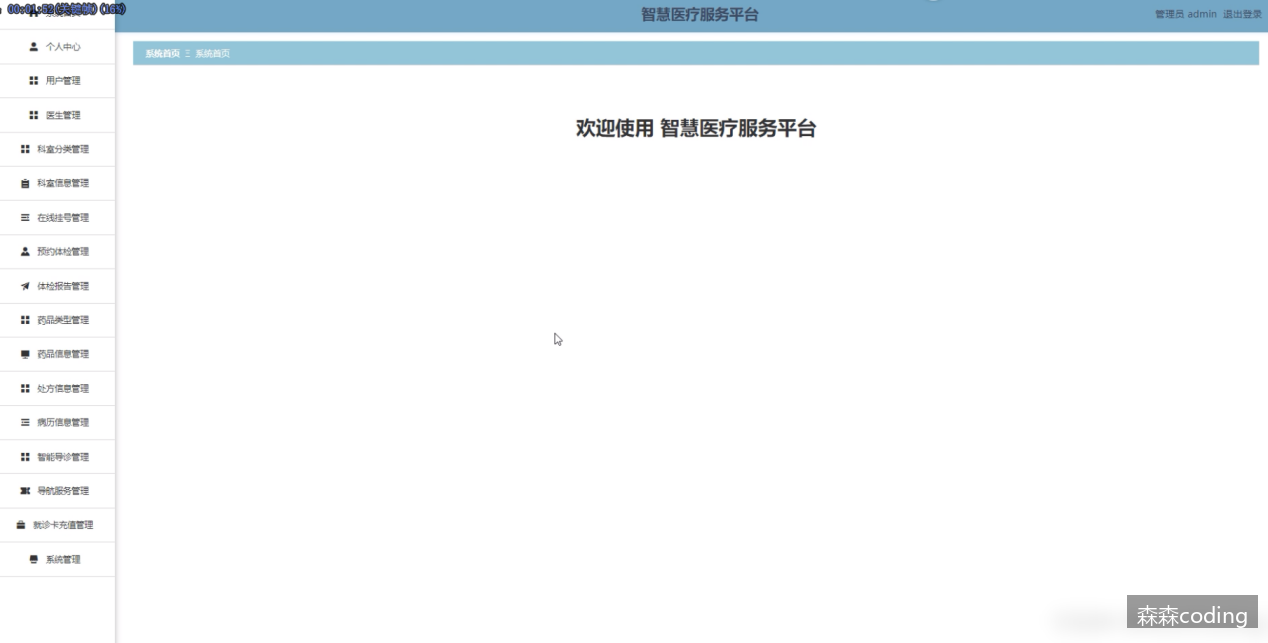 00:01:52(关键帧)(16%)
智慧医疗服务平台
管理员 admin 退出登录
系统首页 系统首页
欢迎使用 智慧医疗服务平台
个人中心
用户管理
医生管理
科室分类管理
科室信息管理
在线挂号管理
预约体检管理
体检报告管理
药品类型管理
药品信息管理
处方信息管理
病历信息管理
智能导诊管理
导航服务管理
就诊卡充值管理
系统管理
森森coding